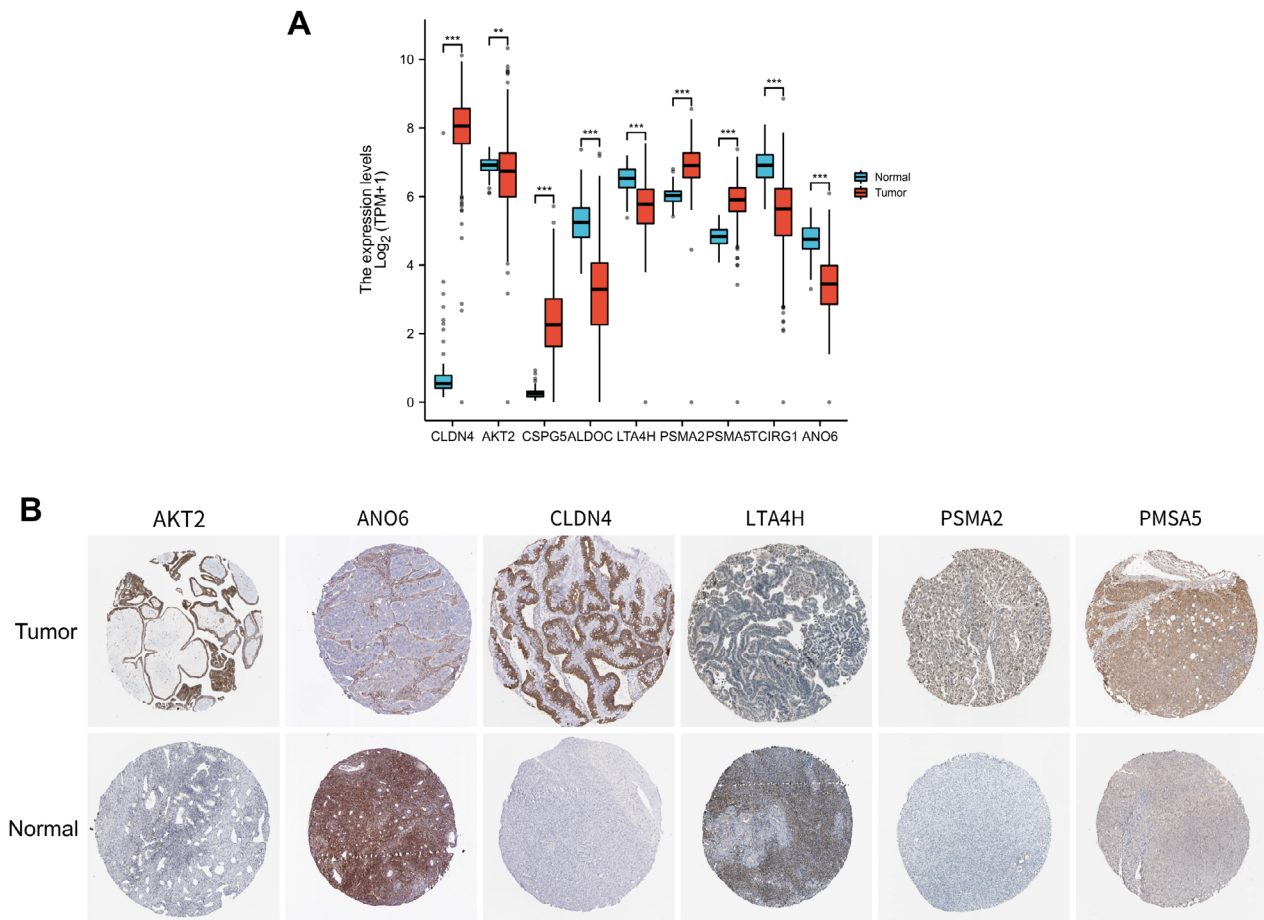 A
*** ** *** *** *** *** *** *** ***
The expression levels
Log2 (TPM+1)
10
8
6
4
2
0
Normal
Tumor
CLDN4 AKT2 CSPG5 ALDOC LTA4H PSMA2 PSMA5 TCIRG1 ANO6
B
AKT2 ANO6 CLDN4 LTA4H PSMA2 PMSA5
Tumor
Normal